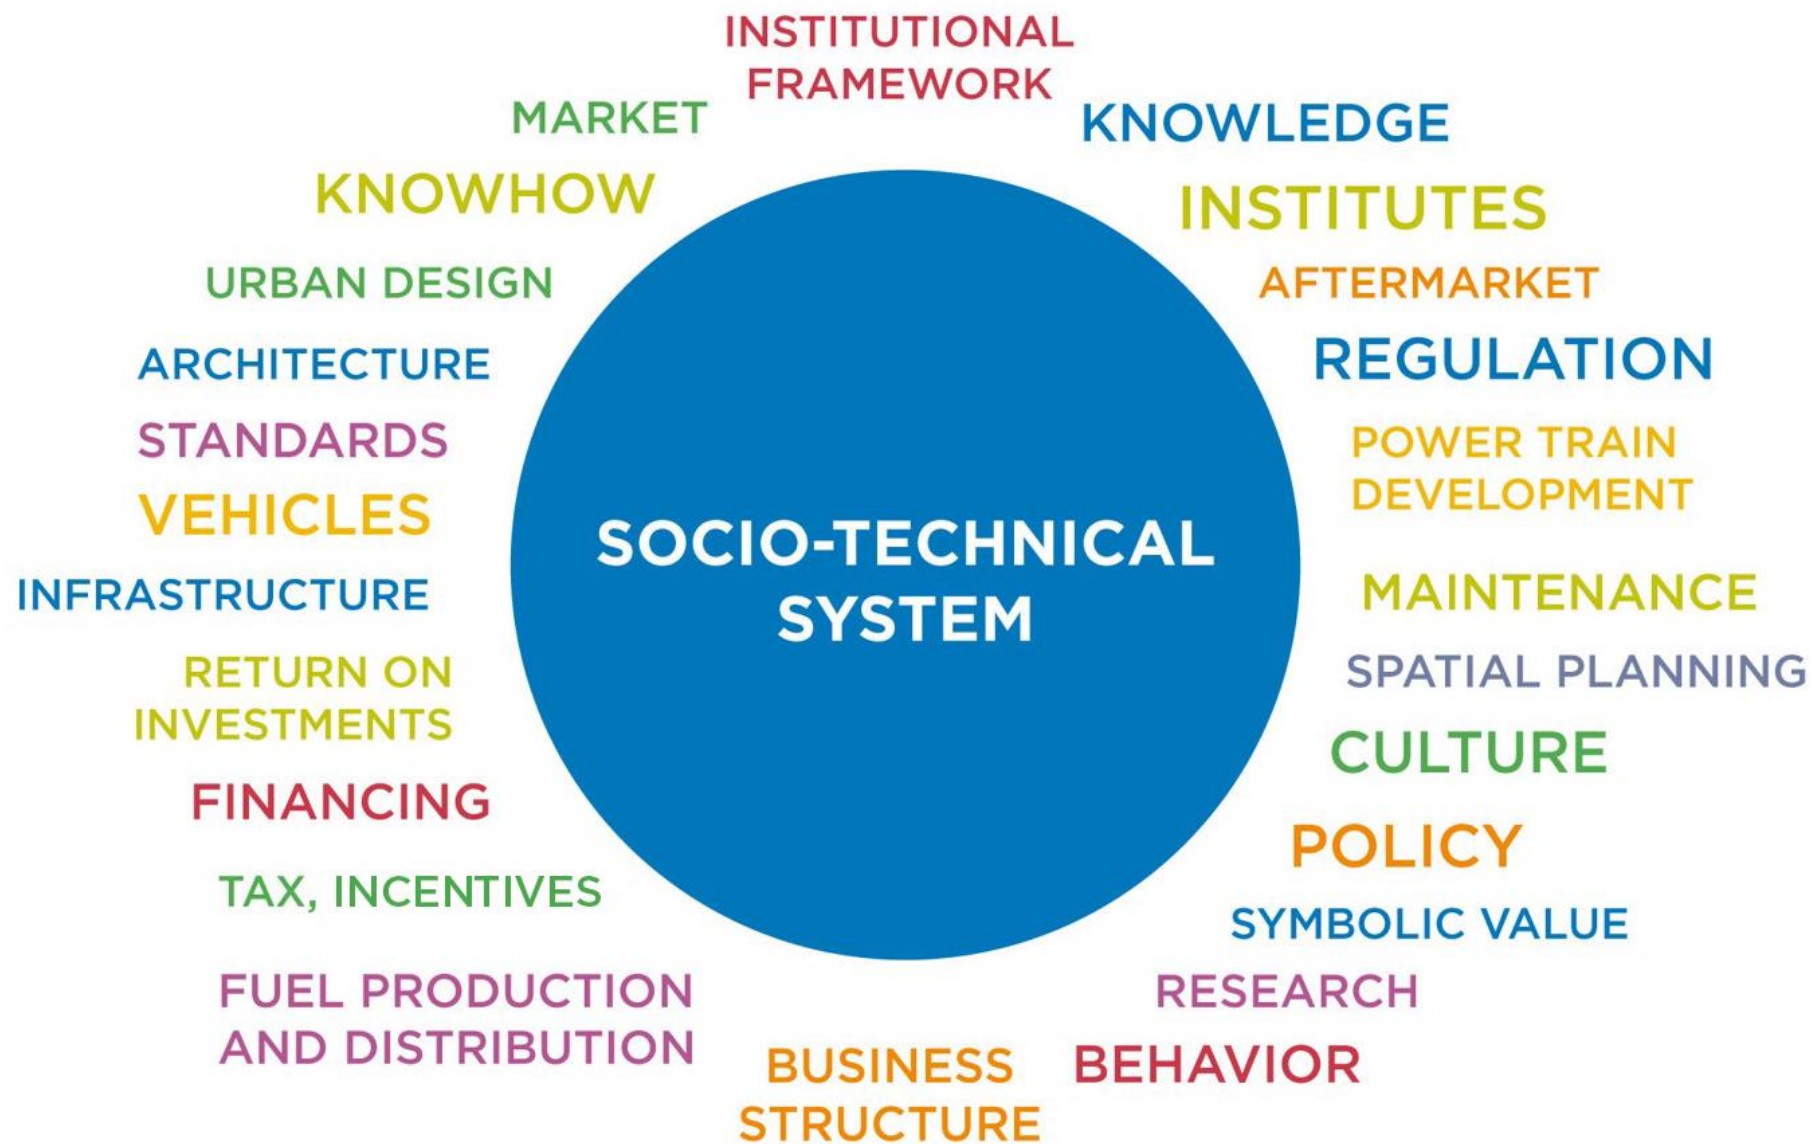 INSTITUTIONAL
FRAMEWORK
MARKET
KNOWLEDGE
KNOWHOW
INSTITUTES
URBAN DESIGN
AFTERMARKET
ARCHITECTURE
REGULATION
STANDARDS
POWER TRAIN
DEVELOPMENT
VEHICLES
SOCIO-TECHNICAL
SYSTEM
INFRASTRUCTURE
MAINTENANCE
RETURN ON
INVESTMENTS
SPATIAL PLANNING
CULTURE
FINANCING
POLICY
TAX, INCENTIVES
SYMBOLIC VALUE
FUEL PRODUCTION
AND DISTRIBUTION
RESEARCH
BUSINESS
STRUCTURE
BEHAVIOR